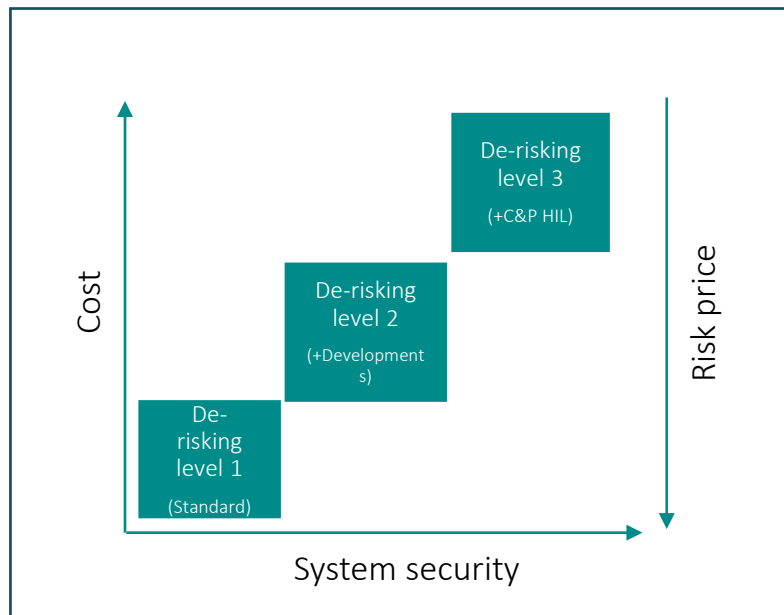 Cost
De-risking
level 3
(+C&P HIL)
De-risking
level 2
(+Development
s)
De-
risking
level 1
(Standard)
System security
Risk price